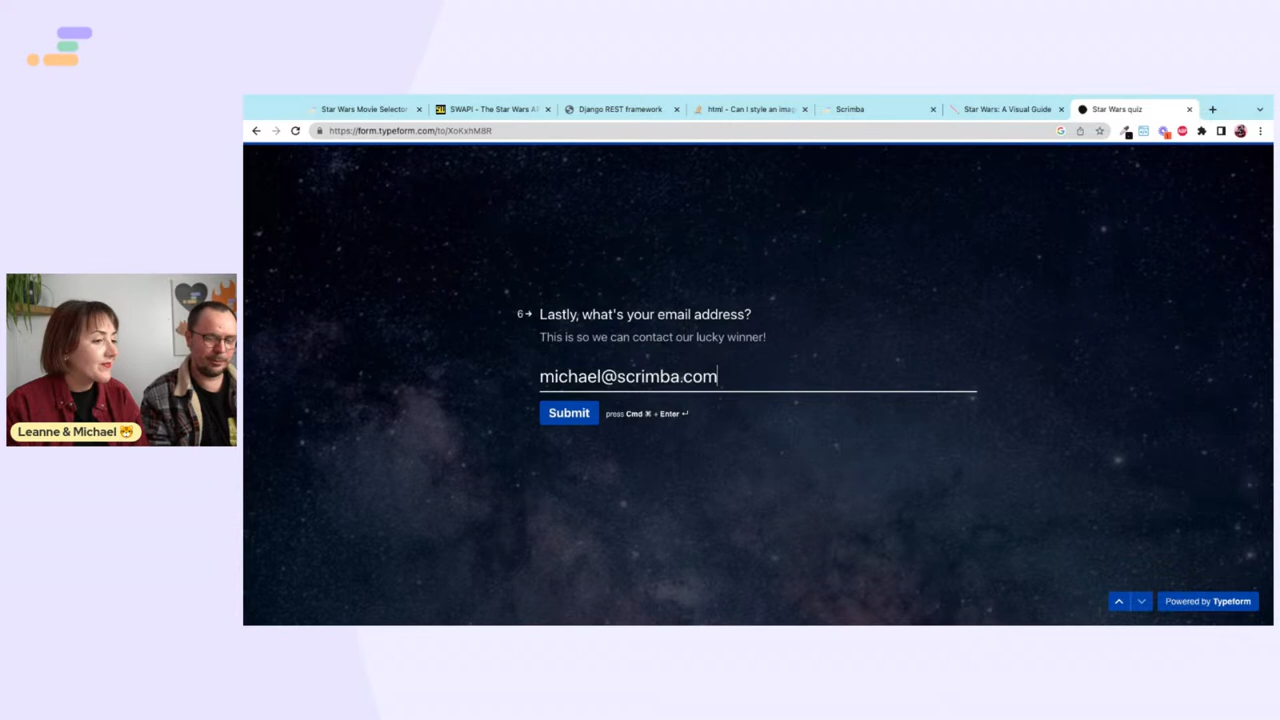 Star Wars Movie Selector
SWAPI - The Star Wars A
Django REST framework
html - Can I style an imag
Scrimba
Star Wars: A Visual Guide
Star Wars quiz
https://form.typeform.com/to/XoKxhM8R
6 Lastly, what's your email address?
This is so we can contact our lucky winner!
michael@scrimba.com
Submit press Cmd ⌘ + Enter ↵
Leanne & Michael
Powered by Typeform